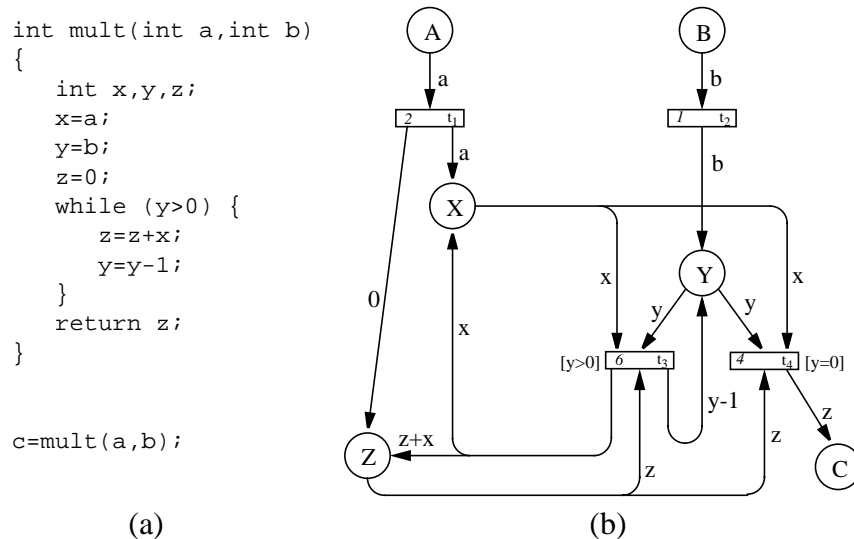 int mult(int a,int b)
{
int x,y,z;
x=a;
y=b;
z=0;
while (y>0) {
z=z+x;
y=y-1;
}
return z;
}
c=mult(a,b);
(a)
A
B
a
b
2 t1
1 t2
a
b
X
Y
0
x
x
y
y
x
[y>0]
6 t3
4 t4
[y=0]
y-1
z+x
z
z
z
Z
C
(b)